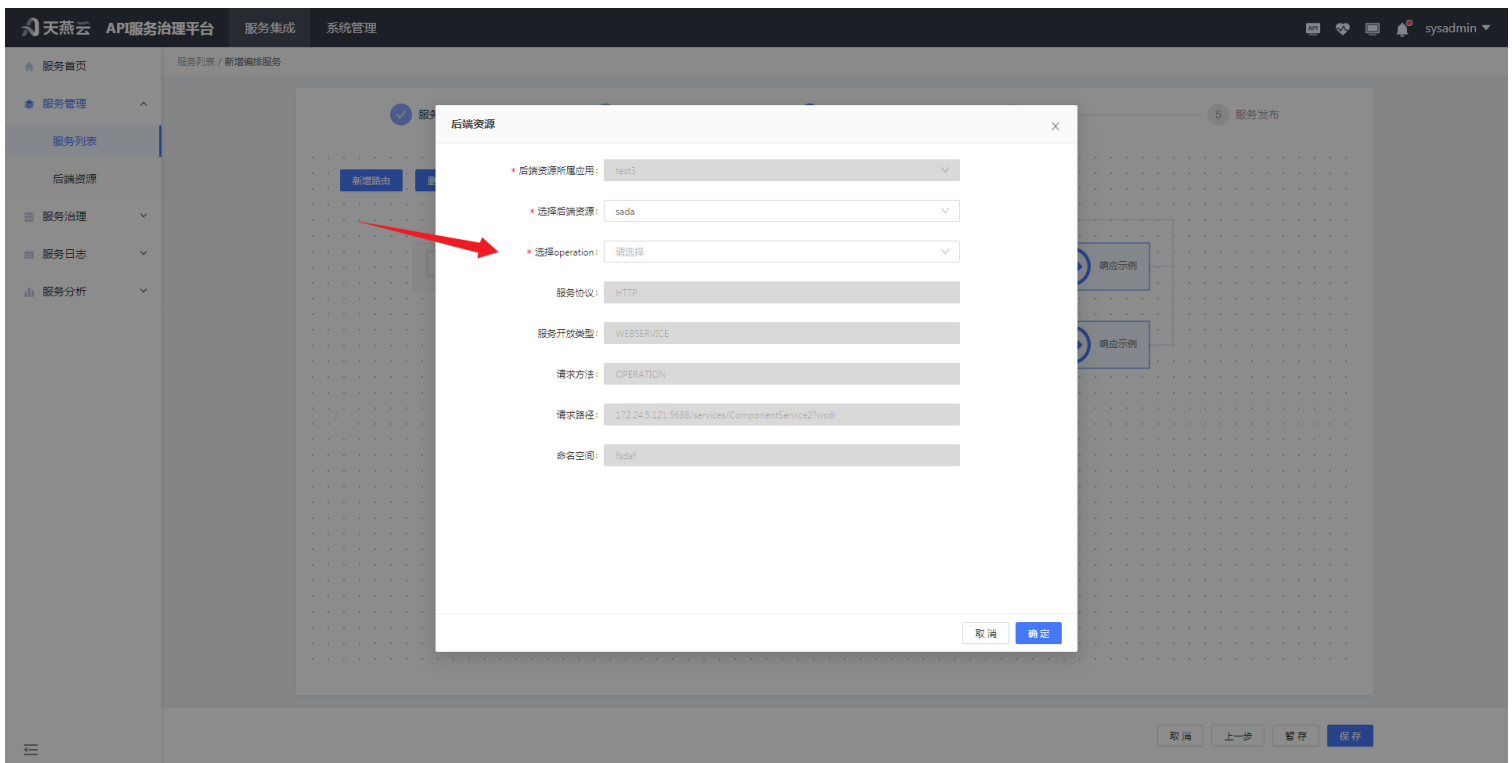 天燕云 API服务治理平台 服务集成 系统管理 API sysadmin
服务首页
服务列表 / 新增编排服务
服务管理
服务列表
后端资源
服务治理
服务日志
服务分析
服务
5 服务发布
新增路由
响应示例
响应示例
后端资源
* 后端资源所属应用: test3
* 选择后端资源: sada
* 选择operation: 请选择
服务协议: HTTP
服务开放类型: WEBSERVICE
请求方法: OPERATION
请求路径: 172.24.5.121:5688/services/ComponentService2?wsdl
命名空间: fsdaf
取消 确定
取消 上一步 暂存 保存